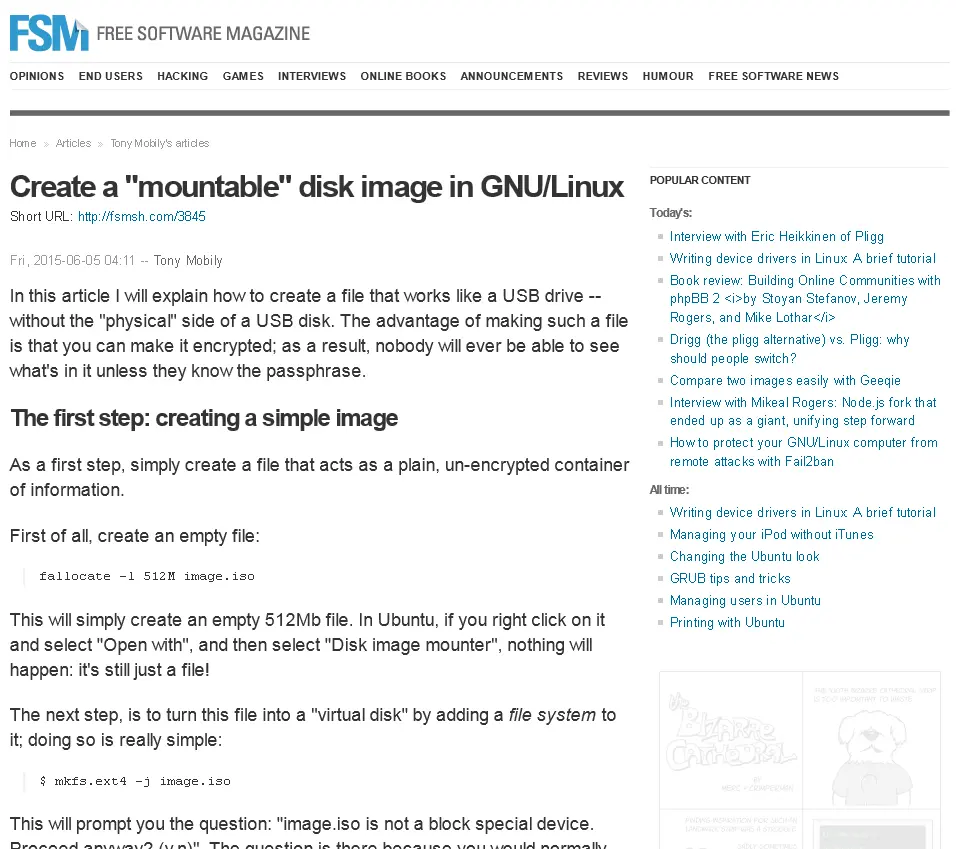 FSM FREE SOFTWARE MAGAZINE
OPINIONS END USERS HACKING GAMES INTERVIEWS ONLINE BOOKS ANNOUNCEMENTS REVIEWS HUMOUR FREE SOFTWARE NEWS
Home » Articles » Tony Mobily's articles
Create a "mountable" disk image in GNU/Linux
Short URL: http://fsmsh.com/3845
Fri, 2015-06-05 04:11 -- Tony Mobily
In this article I will explain how to create a file that works like a USB drive --
without the "physical" side of a USB disk. The advantage of making such a file
is that you can make it encrypted; as a result, nobody will ever be able to see
what's in it unless they know the passphrase.
The first step: creating a simple image
As a first step, simply create a file that acts as a plain, un-encrypted container
of information.
First of all, create an empty file:
fallocate -l 512M image.iso
This will simply create an empty 512Mb file. In Ubuntu, if you right click on it
and select "Open with", and then select "Disk image mounter", nothing will
happen: it's still just a file!
The next step, is to turn this file into a "virtual disk" by adding a file system to
it; doing so is really simple:
$ mkfs.ext4 -j image.iso
This will prompt you the question: "image.iso is not a block special device.
Proceed anyway? (y,n)". The question is there because you would normally
POPULAR CONTENT
Today's:
Interview with Eric Heikkinen of Pligg
Writing device drivers in Linux: A brief tutorial
Book review: Building Online Communities with
phpBB 2 <i>by Stoyan Stefanov, Jeremy
Rogers, and Mike Lothar</i>
Drigg (the pligg alternative) vs. Pligg: why
should people switch?
Compare two images easily with Geeqie
Interview with Mikeal Rogers: Node.js fork that
ended up as a giant, unifying step forward
How to protect your GNU/Linux computer from
remote attacks with Fail2ban
All time:
Writing device drivers in Linux: A brief tutorial
Managing your iPod without iTunes
Changing the Ubuntu look
GRUB tips and tricks
Managing users in Ubuntu
Printing with Ubuntu
the BIZARRE
CATHEDRAL
BY